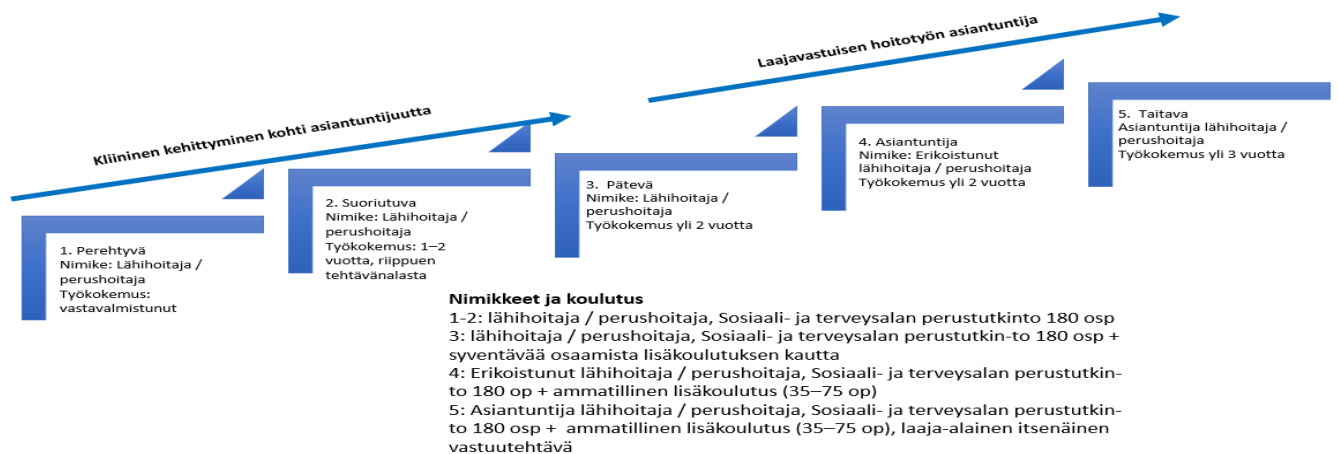 Kliininen kehittyminen kohti asiantuntijuutta
Laajavastuisen hoitotyön asiantuntija
1. Perehtyvä
Nimike: Lähihoitaja /
perushoitaja
Työkokemus:
vastavalmistunut
2. Suoriutuva
Nimike: Lähihoitaja /
perushoitaja
Työkokemus: 1–2
vuotta, riippuen
tehtävänalasta
3. Pätevä
Nimike: Lähihoitaja /
perushoitaja
Työkokemus yli 2 vuotta
4. Asiantuntija
Nimike: Erikoistunut
lähihoitaja / perushoitaja
Työkokemus yli 2 vuotta
5. Taitava
Asiantuntija lähihoitaja /
perushoitaja
Työkokemus yli 3 vuotta
Nimikkeet ja koulutus
1-2: lähihoitaja / perushoitaja, Sosiaali- ja terveysalan perustutkinto 180 osp
3: lähihoitaja / perushoitaja, Sosiaali- ja terveysalan perustutkin-to 180 osp +
syventävää osaamista lisäkoulutuksen kautta
4: Erikoistunut lähihoitaja / perushoitaja, Sosiaali- ja terveysalan perustutkin-
to 180 op + ammatillinen lisäkoulutus (35–75 op)
5: Asiantuntija lähihoitaja / perushoitaja, Sosiaali- ja terveysalan perustutkin-
to 180 osp + ammatillinen lisäkoulutus (35–75 op), laaja-alainen itsenäinen
vastuutehtävä